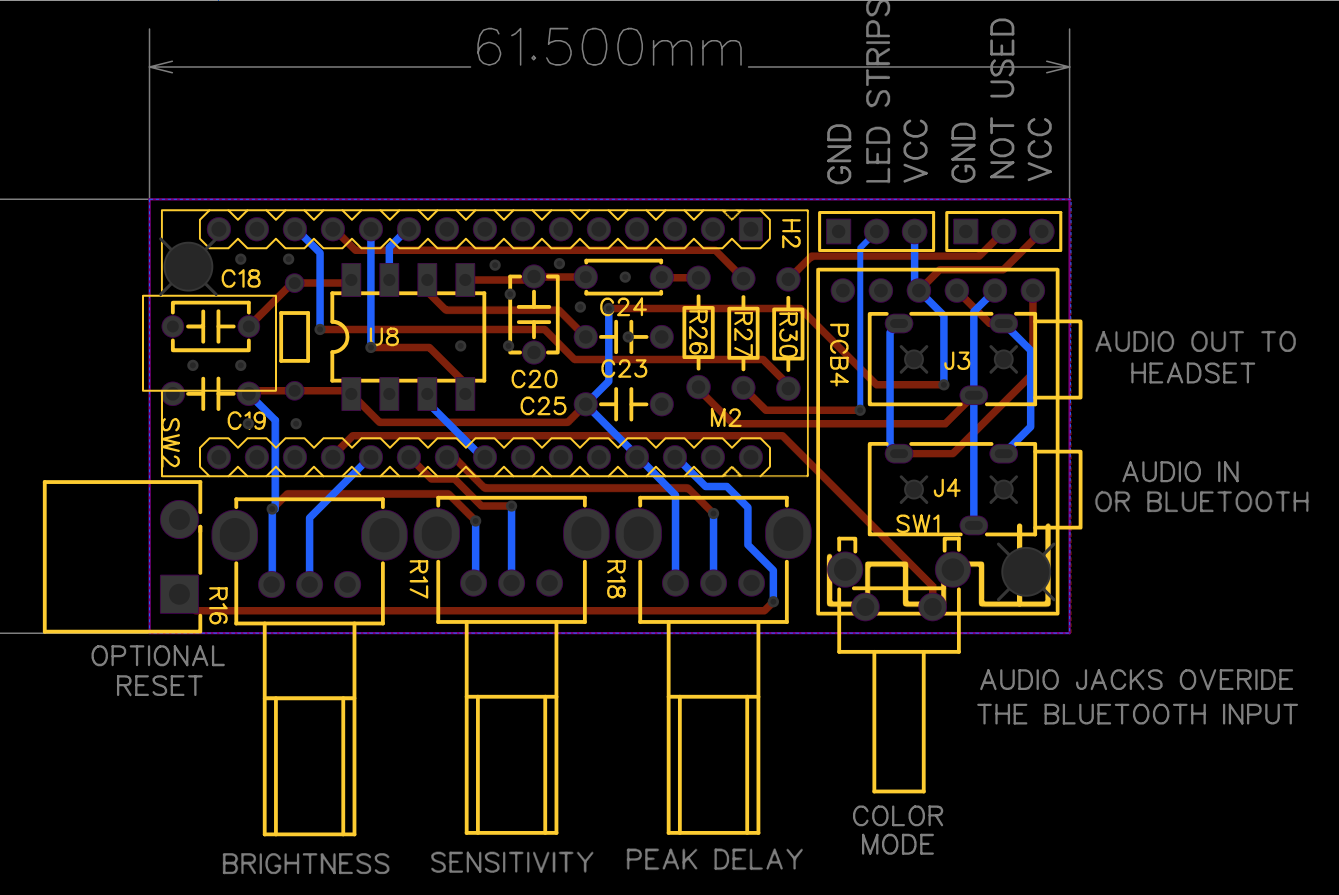 61.500mm
GND
LED STRIPS
VCC
GND
NOT USED
VCC
H2
C18
J8
C24
R26
R27
R30
PCB4
J3
AUDIO OUT TO
HEADSET
C23
C20
C25
M2
C19
SW2
J4
SW1
AUDIO IN
OR BLUETOOTH
R16
R17
R18
OPTIONAL
RESET
AUDIO JACKS OVERIDE
THE BLUETOOTH INPUT
COLOR
MODE
BRIGHTNESS
SENSITIVITY
PEAK DELAY